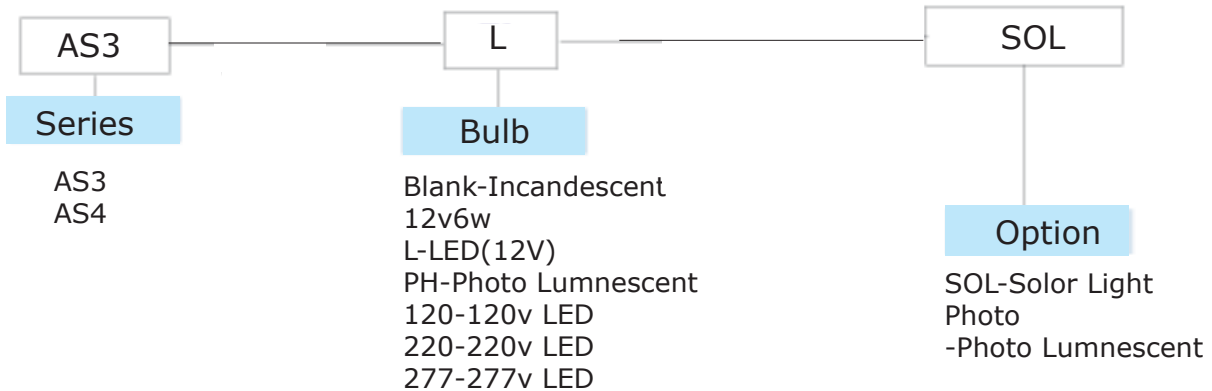 AS3
L
SOL
Series
AS3
AS4
Bulb
Blank-Incandescent
12v6w
L-LED(12V)
PH-Photo Lumnescent
120-120v LED
220-220v LED
277-277v LED
Option
SOL-Solor Light
Photo
-Photo Lumnescent